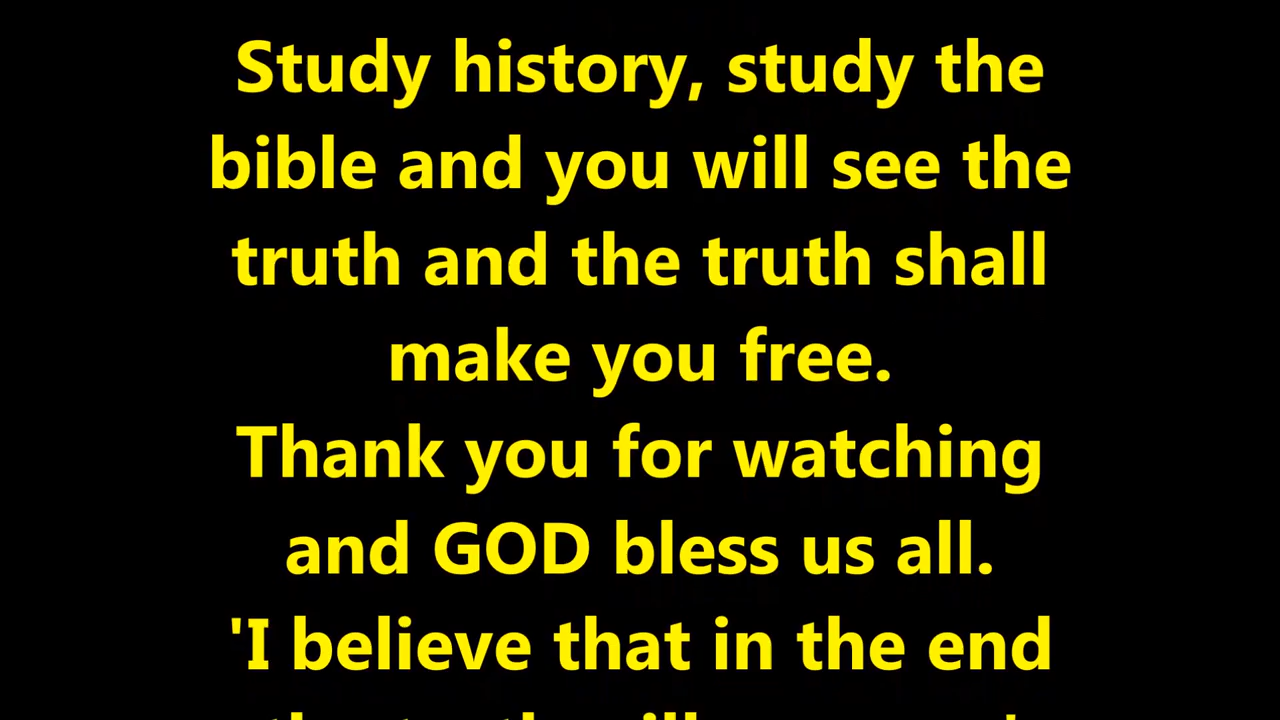 Study history, study the
bible and you will see the
truth and the truth shall
make you free.
Thank you for watching
and GOD bless us all.
'I believe that in the end